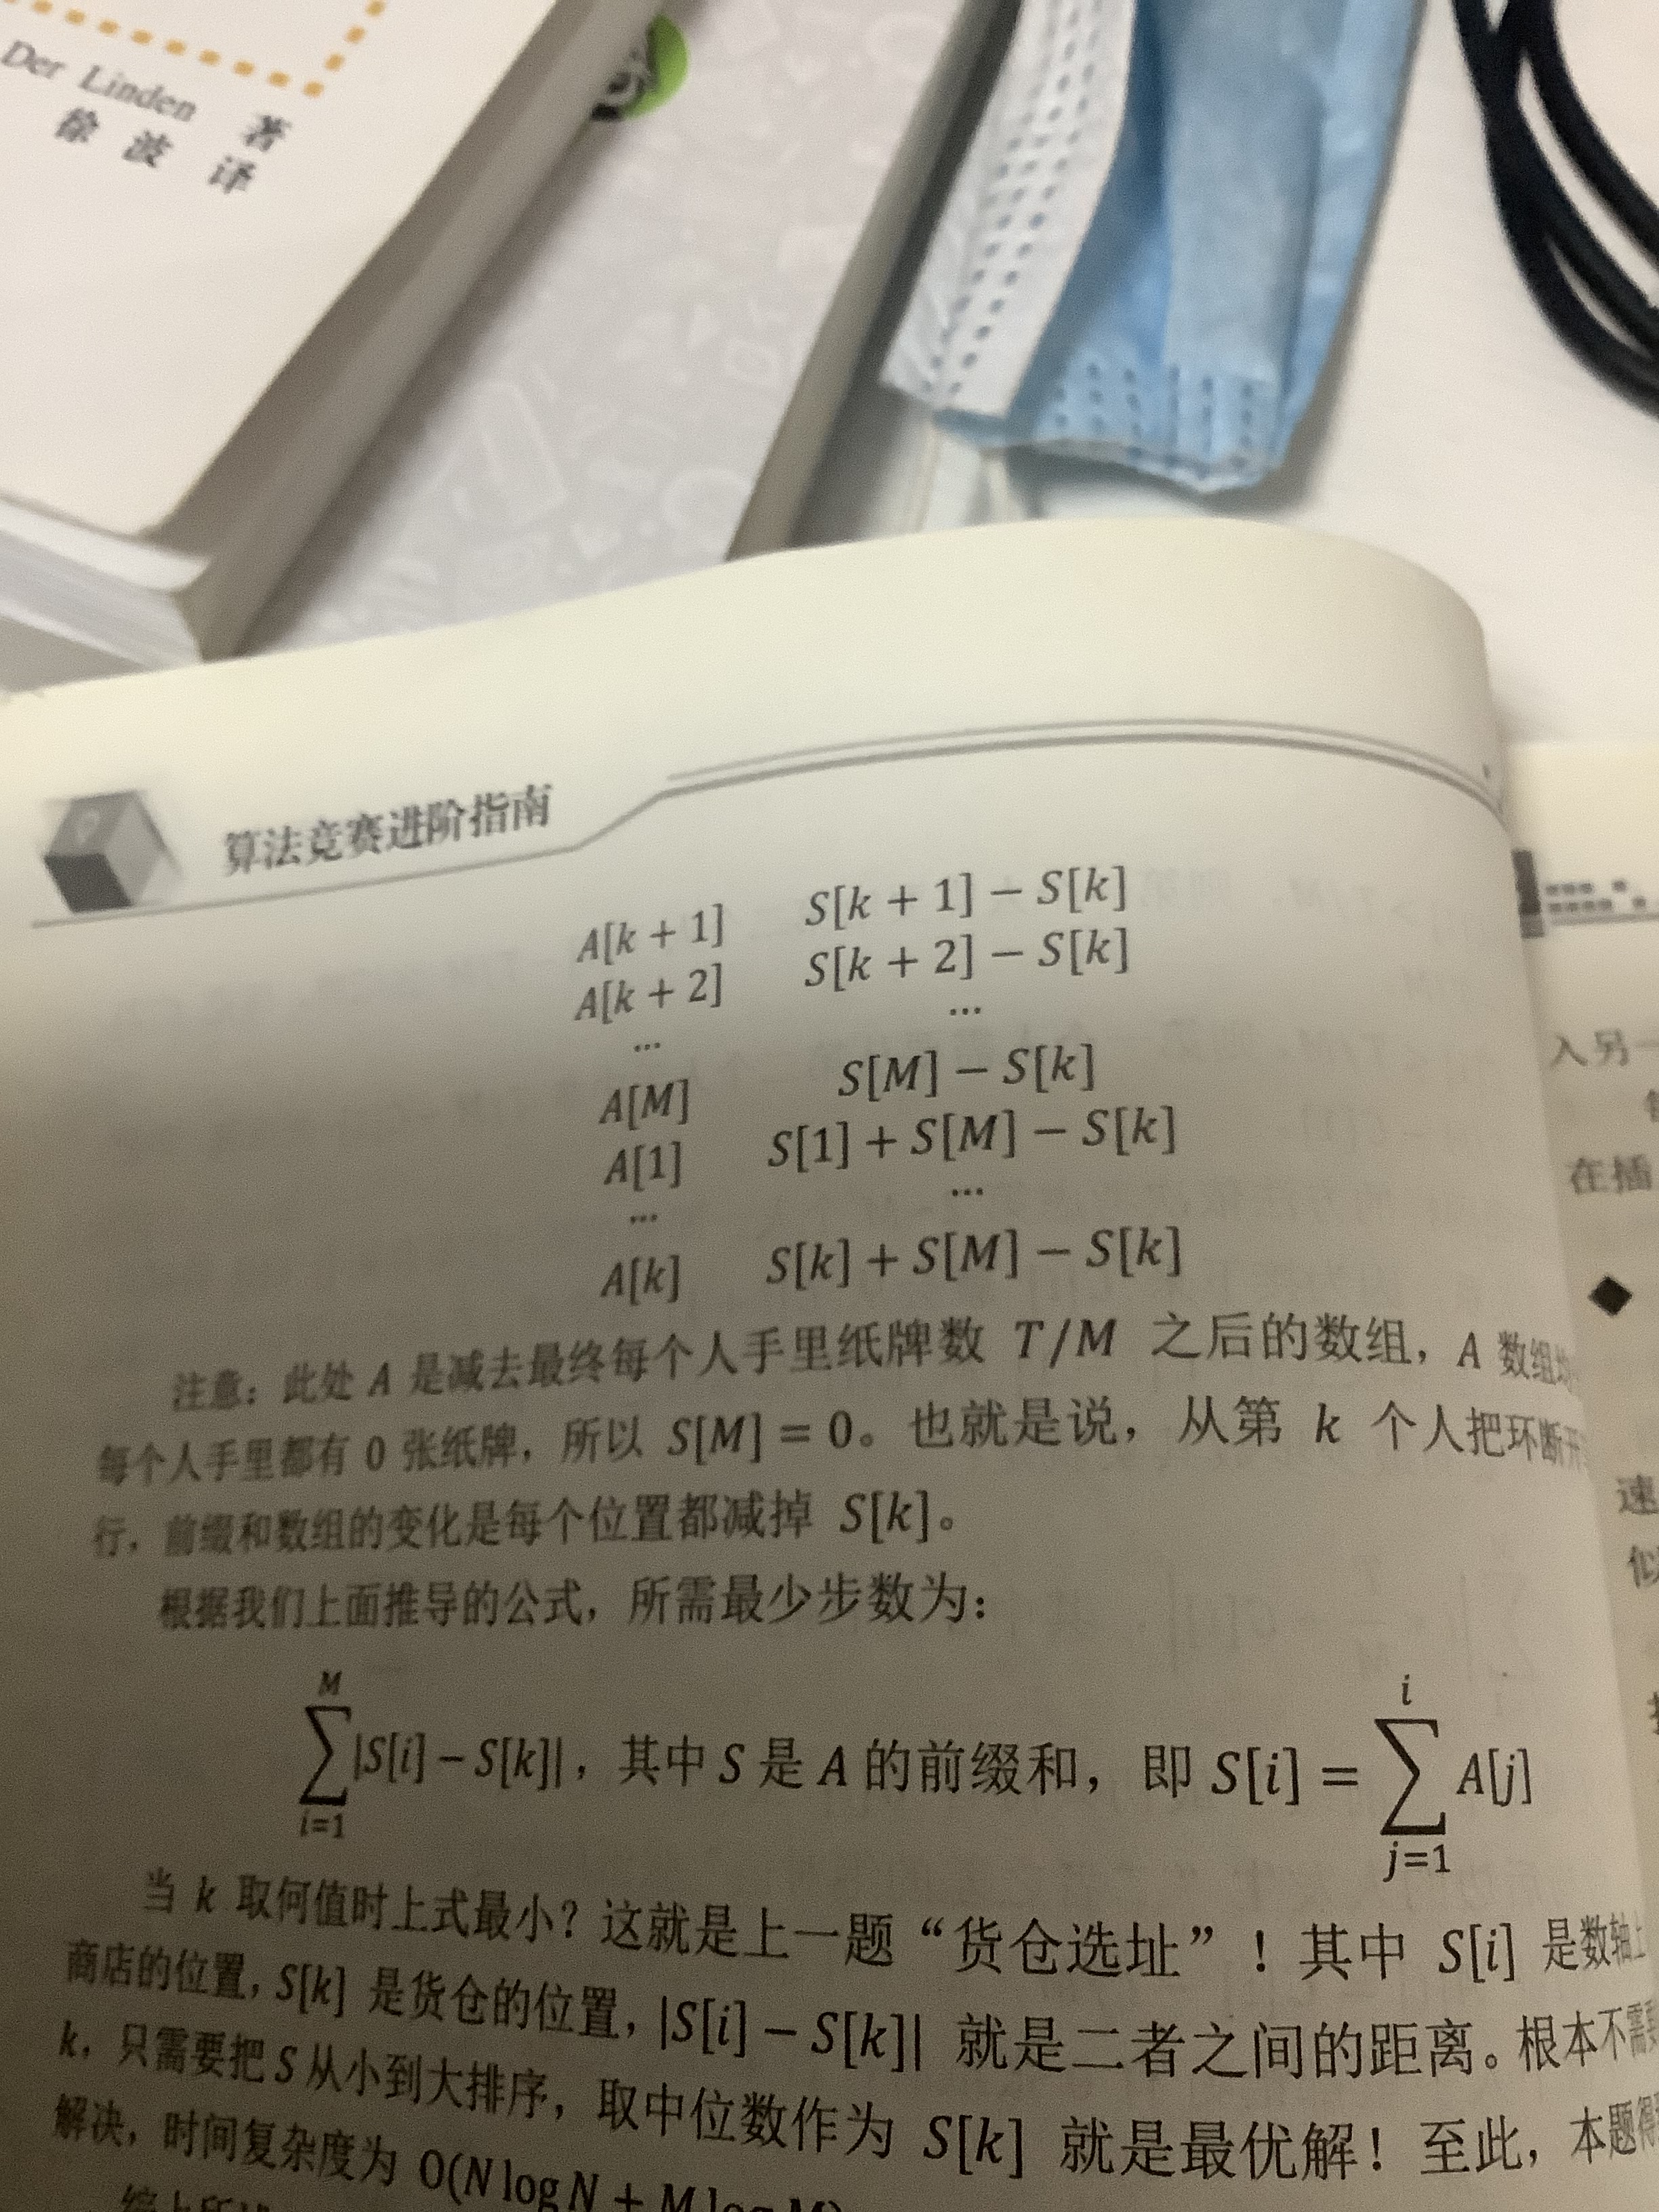 Der Linden 著
徐 波 译
算法竞赛进阶指南
A[k + 1] S[k + 1] − S[k]
A[k + 2] S[k + 2] − S[k]
... ...
A[M] S[M] − S[k]
A[1] S[1] + S[M] − S[k]
... ...
A[k] S[k] + S[M] − S[k]
注意：此处 A 是减去最终每个人手里纸牌数 T/M 之后的数组，A 数组均
每个人手里都有 0 张纸牌，所以 S[M] = 0。也就是说，从第 k 个人把环断开
行，前缀和数组的变化是每个位置都减掉 S[k]。
根据我们上面推导的公式，所需最少步数为：
∑_{i=1}^{M} |S[i] − S[k]|，其中 S 是 A 的前缀和，即 S[i] = ∑_{j=1}^{i} A[j]
当 k 取何值时上式最小？这就是上一题“货仓选址”！其中 S[i] 是数轴上
商店的位置，S[k] 是货仓的位置，|S[i] − S[k]| 就是二者之间的距离。根本不需要
k，只需要把 S 从小到大排序，取中位数作为 S[k] 就是最优解！至此，本题得
解决，时间复杂度为 O(N log N + M log M)
综上所
入另一
在插
◆
速